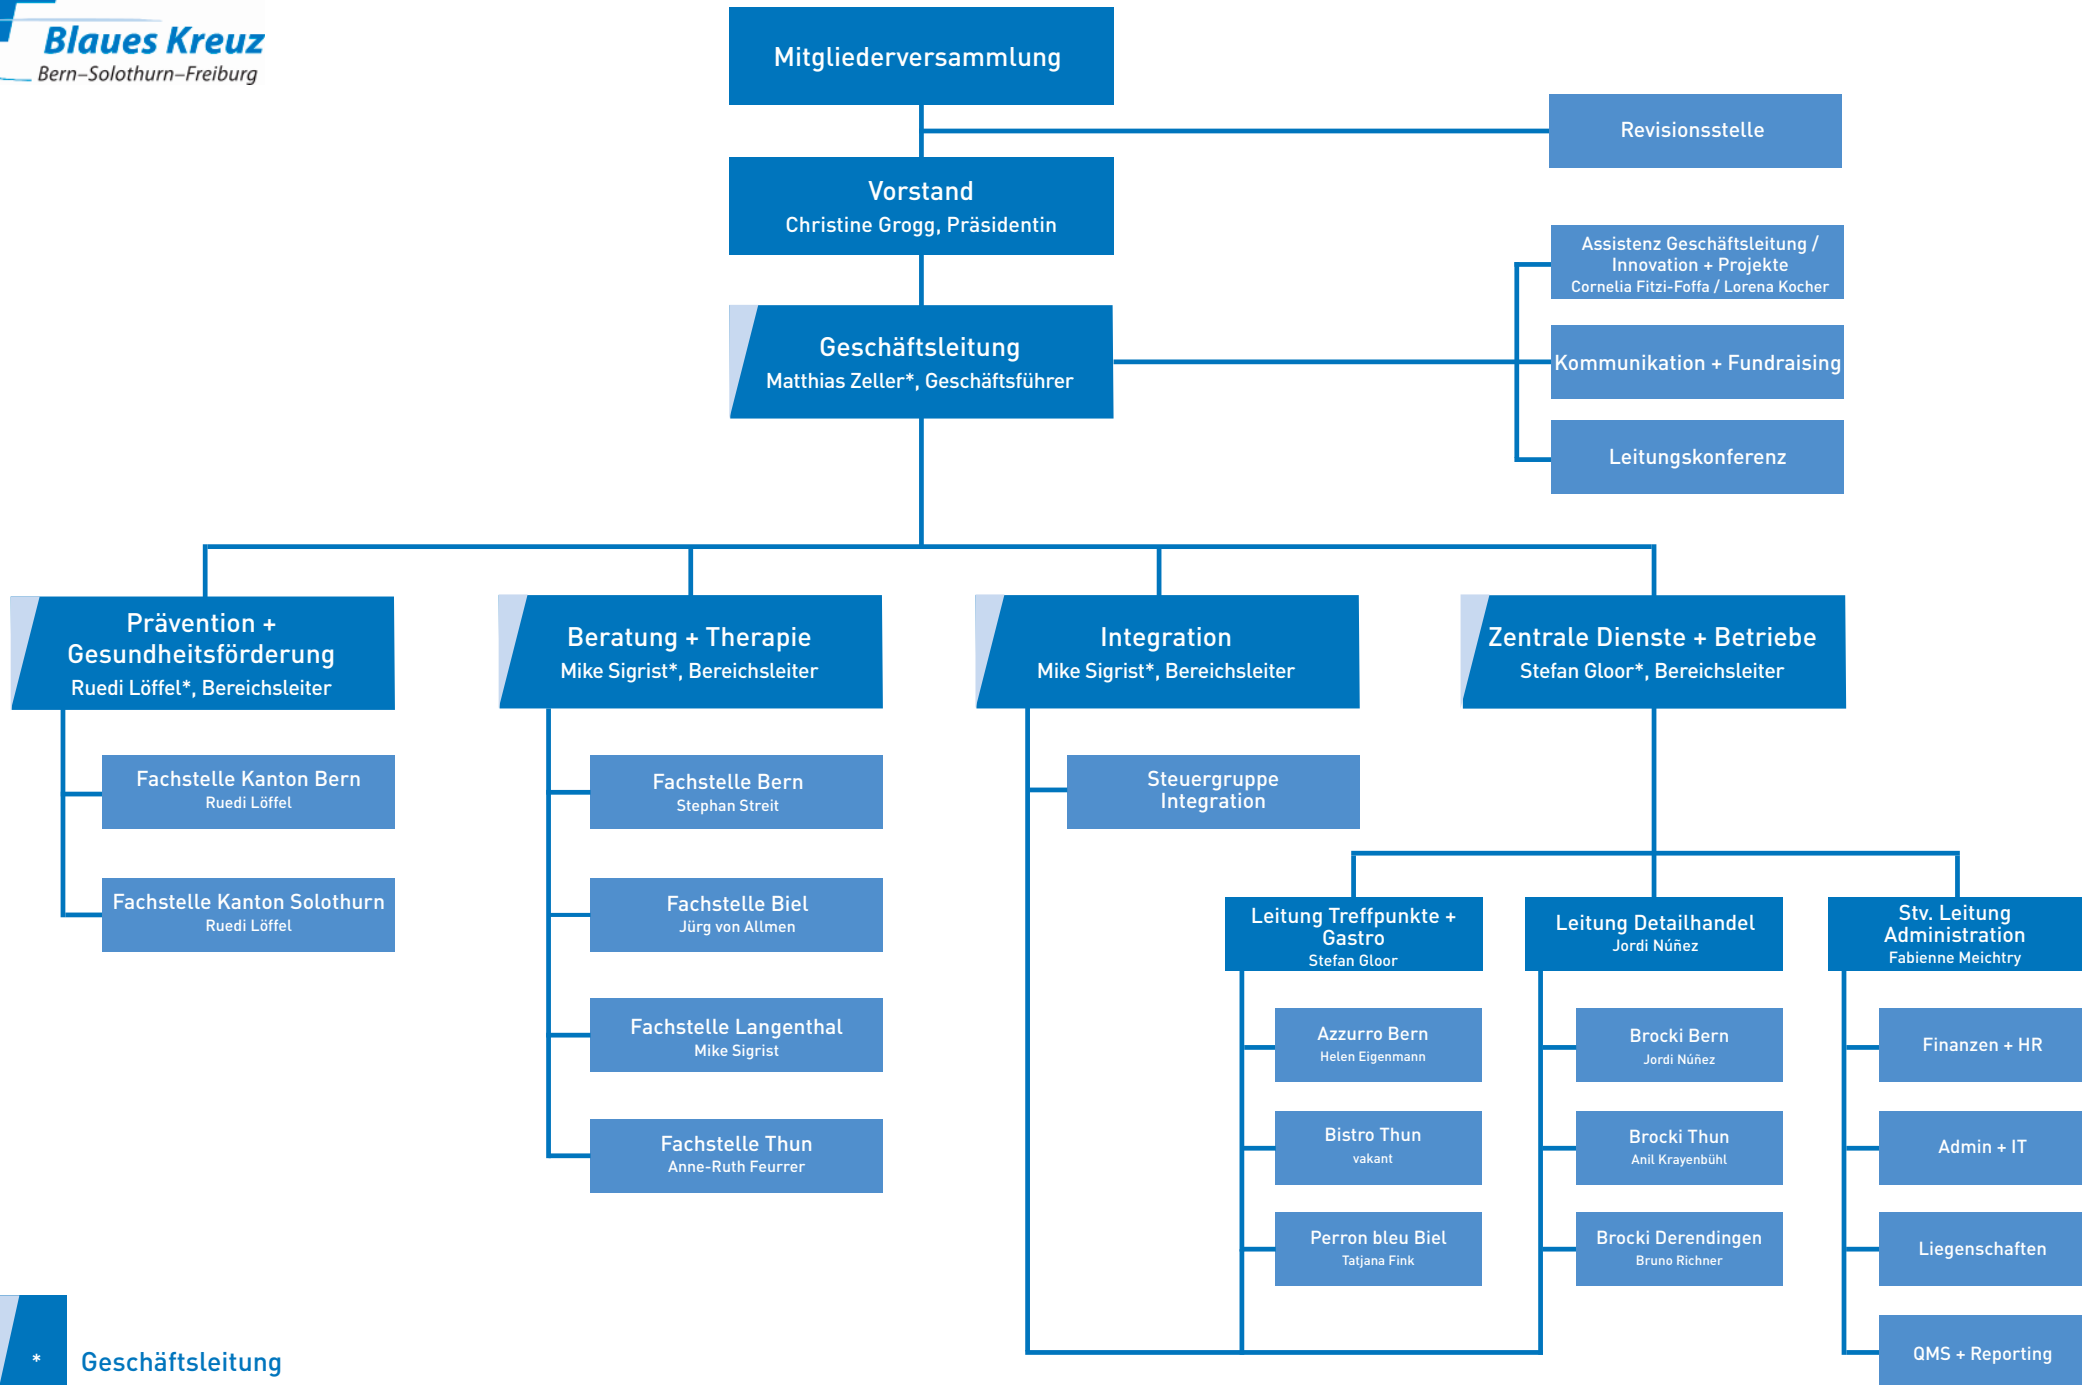 Blaues Kreuz
Bern–Solothurn–Freiburg
Mitgliederversammlung
Revisionsstelle
Vorstand
Christine Grogg, Präsidentin
Assistenz Geschäftsleitung /
Innovation + Projekte
Cornelia Fitzi-Foffa / Lorena Kocher
Geschäftsleitung
Matthias Zeller*, Geschäftsführer
Kommunikation + Fundraising
Leitungskonferenz
Prävention +
Gesundheitsförderung
Ruedi Löffel*, Bereichsleiter
Beratung + Therapie
Mike Sigrist*, Bereichsleiter
Integration
Mike Sigrist*, Bereichsleiter
Zentrale Dienste + Betriebe
Stefan Gloor*, Bereichsleiter
Fachstelle Kanton Bern
Ruedi Löffel
Fachstelle Kanton Solothurn
Ruedi Löffel
Fachstelle Bern
Stephan Streit
Fachstelle Biel
Jürg von Allmen
Fachstelle Langenthal
Mike Sigrist
Fachstelle Thun
Anne-Ruth Feurrer
Steuergruppe
Integration
Leitung Treffpunkte +
Gastro
Stefan Gloor
Azzurro Bern
Helen Eigenmann
Bistro Thun
vakant
Perron bleu Biel
Tatjana Fink
Leitung Detailhandel
Jordi Núñez
Brocki Bern
Jordi Núñez
Brocki Thun
Anil Krayenbühl
Brocki Derendingen
Bruno Richner
Stv. Leitung
Administration
Fabienne Meichtry
Finanzen + HR
Admin + IT
Liegenschaften
QMS + Reporting
* Geschäftsleitung